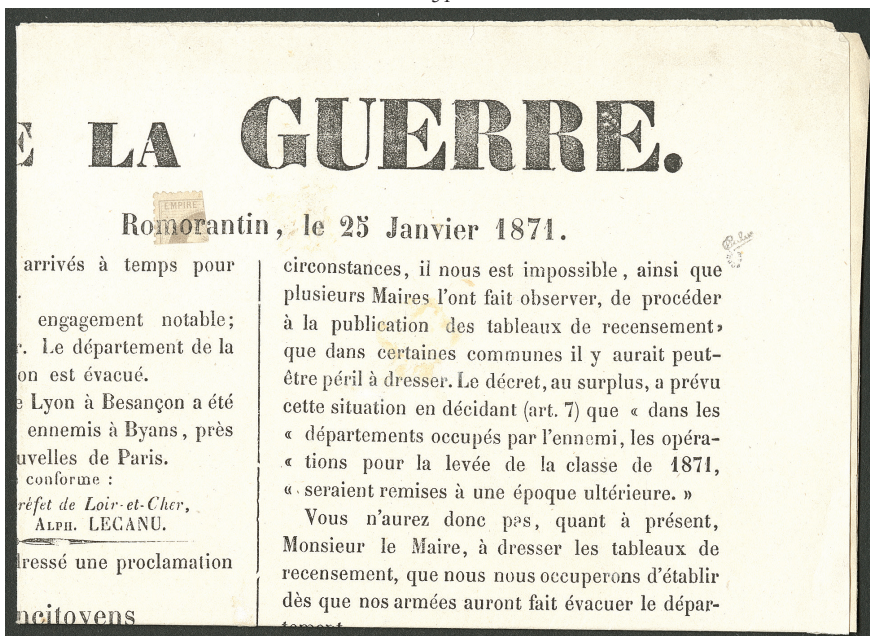 LA GUERRE.
EMPIRE
Romorantin, le 25 Janvier 1871.
arrivés à temps pour
engagement notable;
Le département de la
on est évacué.
Lyon à Besançon a été
ennemis à Byans, près
uvelles de Paris.
conforme :
réfet de Loir-et-Cher,
ALPH. LECANU.
ressé une proclamation
ncitoyens
circonstances, il nous est impossible, ainsi que
plusieurs Maires l'ont fait observer, de procéder
à la publication des tableaux de recensement,
que dans certaines communes il y aurait peut-
être péril à dresser. Le décret, au surplus, a prévu
cette situation en décidant (art. 7) que « dans les
« départements occupés par l'ennemi, les opéra-
« tions pour la levée de la classe de 1871,
« seraient remises à une époque ultérieure. »
Vous n'aurez donc pas, quant à présent,
Monsieur le Maire, à dresser les tableaux de
recensement, que nous nous occuperons d'établir
dès que nos armées auront fait évacuer le dépar-
tement